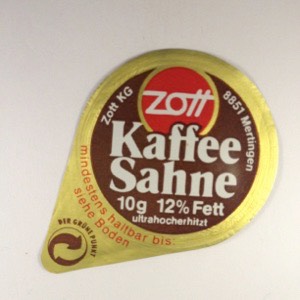 Zott KG
zott
8851 Mertingen
Kaffee
Sahne
10g 12% Fett
ultrahocherhitzt
mindestens haltbar bis:
siehe Boden
DER GRÜNE PUNKT